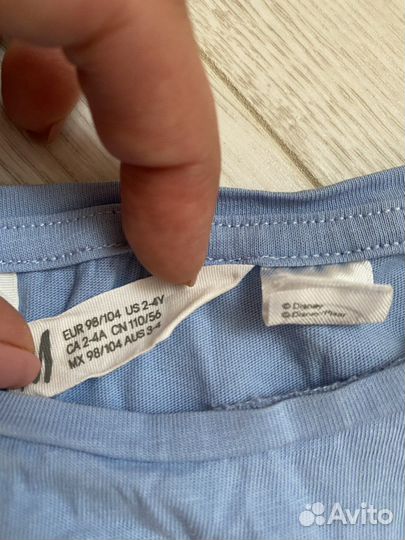 EUR 98/104 US 2-4Y
CA 2-4A CN 110/56
MX 98/104 AUS 3-4
© Disney
© Disney/Pixar
Avito